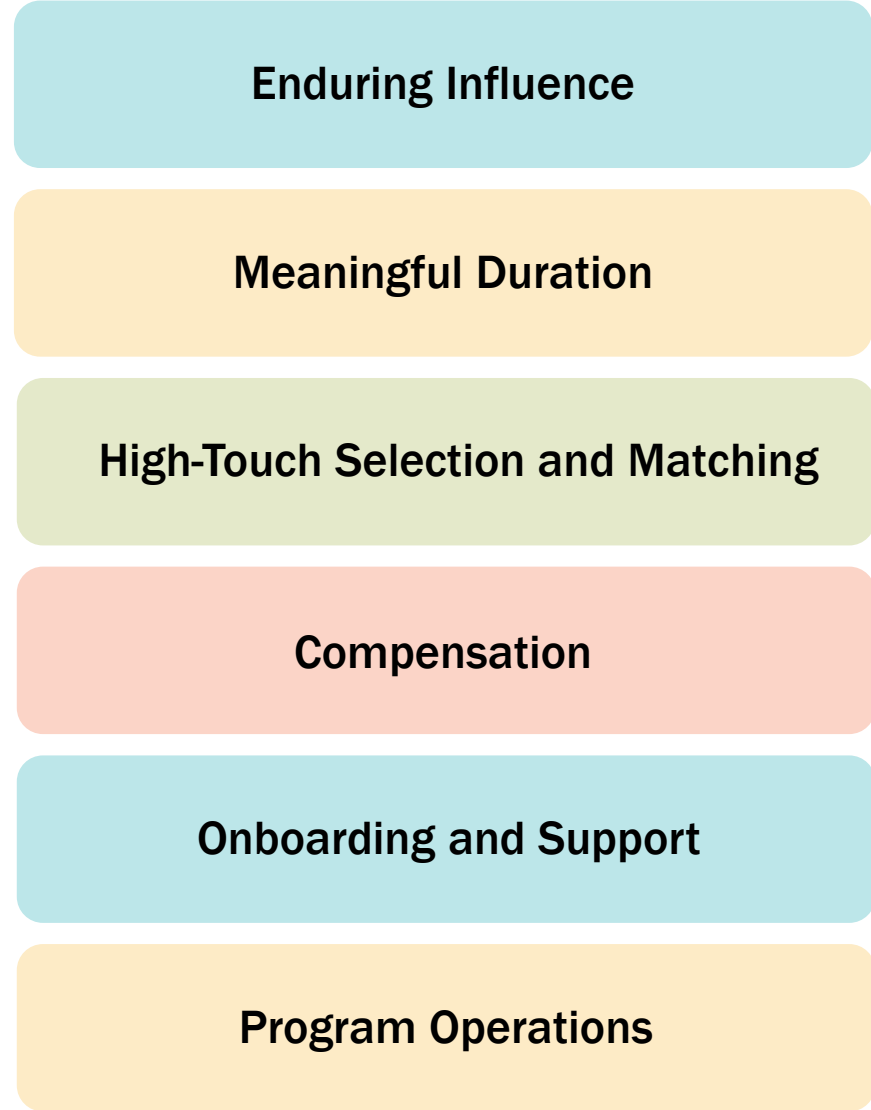 Enduring Influence
Meaningful Duration
High-Touch Selection and Matching
Compensation
Onboarding and Support
Program Operations